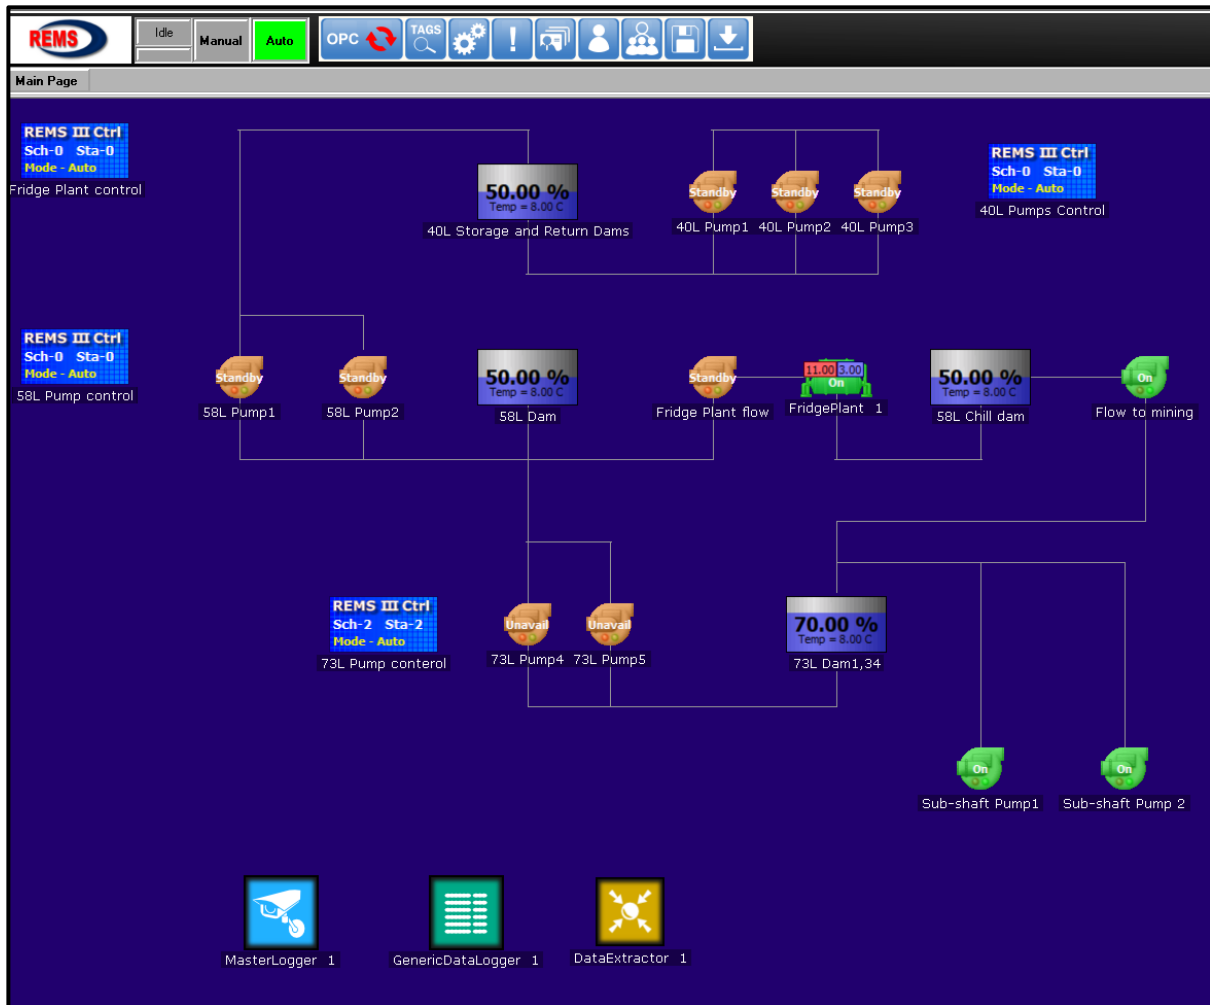 REMS
Idle
Manual
Auto
OPC
TAGS
Main Page
REMS III Ctrl
Sch-0 Sta-0
Mode - Auto
Fridge Plant control
50.00 %
Temp = 8.00 C
40L Storage and Return Dams
Standby
Standby
Standby
40L Pump1
40L Pump2
40L Pump3
REMS III Ctrl
Sch-0 Sta-0
Mode - Auto
40L Pumps Control
REMS III Ctrl
Sch-0 Sta-0
Mode - Auto
58L Pump control
Standby
58L Pump1
Standby
58L Pump2
50.00 %
Temp = 8.00 C
58L Dam
Standby
Fridge Plant flow
11.00 3.00
On
FridgePlant 1
50.00 %
Temp = 8.00 C
58L Chill dam
On
Flow to mining
REMS III Ctrl
Sch-2 Sta-2
Mode - Auto
73L Pump conterol
Unavail
73L Pump4
Unavail
73L Pump5
70.00 %
Temp = 8.00 C
73L Dam1,34
On
Sub-shaft Pump1
On
Sub-shaft Pump 2
MasterLogger 1
GenericDataLogger 1
DataExtractor 1